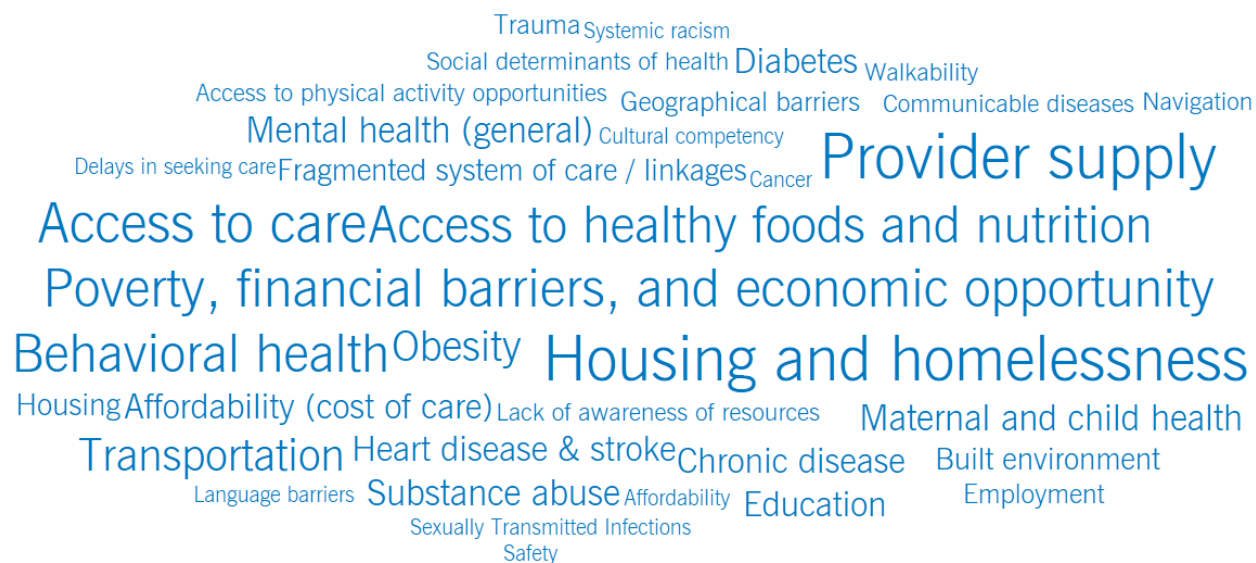 Trauma Systemic racism
Social determinants of health Diabetes Walkability
Access to physical activity opportunities Geographical barriers Communicable diseases Navigation
Mental health (general) Cultural competency
Delays in seeking care Fragmented system of care / linkages Cancer Provider supply
Access to care Access to healthy foods and nutrition
Poverty, financial barriers, and economic opportunity
Behavioral health Obesity Housing and homelessness
Housing Affordability (cost of care) Lack of awareness of resources Maternal and child health
Transportation Heart disease & stroke Chronic disease Built environment
Language barriers Substance abuse Affordability Education Employment
Sexually Transmitted Infections
Safety